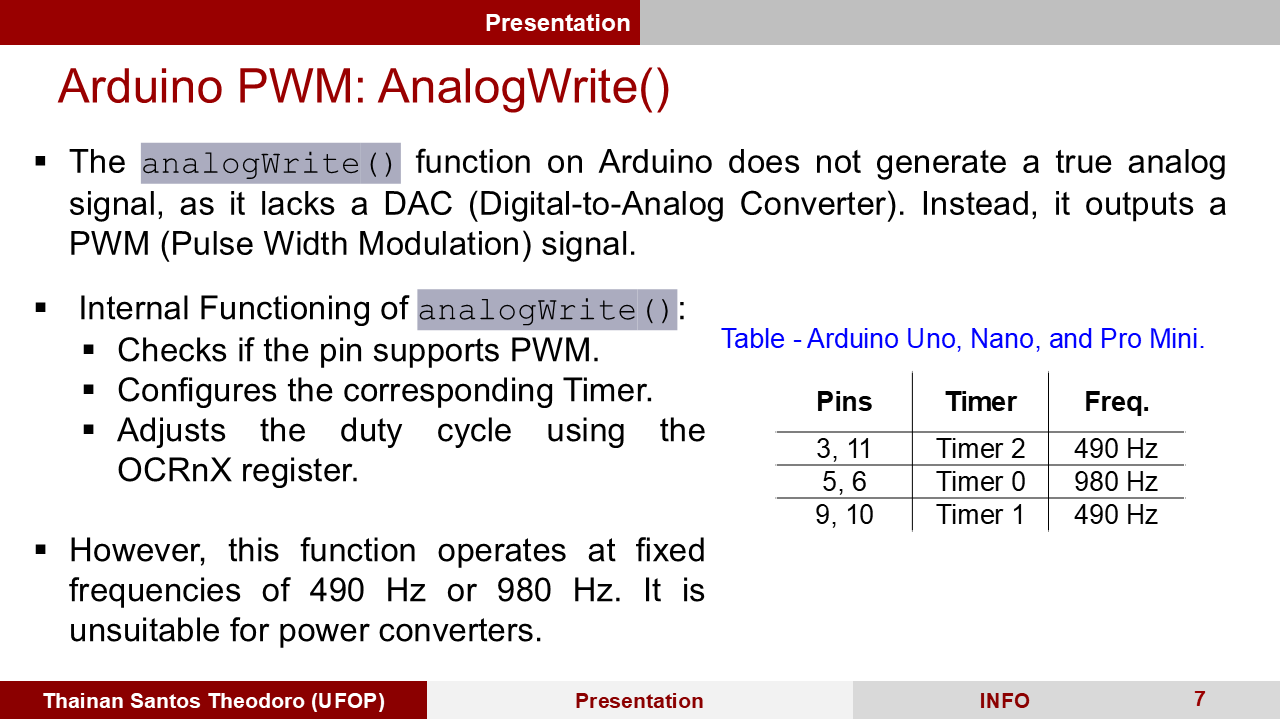 Presentation
Arduino PWM: AnalogWrite()
▪ The analogWrite() function on Arduino does not generate a true analog
signal, as it lacks a DAC (Digital-to-Analog Converter). Instead, it outputs a
PWM (Pulse Width Modulation) signal.
▪ Internal Functioning of analogWrite():
▪ Checks if the pin supports PWM.
▪ Configures the corresponding Timer.
▪ Adjusts the duty cycle using the
OCRnX register.
▪ However, this function operates at fixed
frequencies of 490 Hz or 980 Hz. It is
unsuitable for power converters.
Table - Arduino Uno, Nano, and Pro Mini.
Pins Timer Freq.
3, 11 Timer 2 490 Hz
5, 6 Timer 0 980 Hz
9, 10 Timer 1 490 Hz
Thainan Santos Theodoro (UFOP) Presentation INFO 7